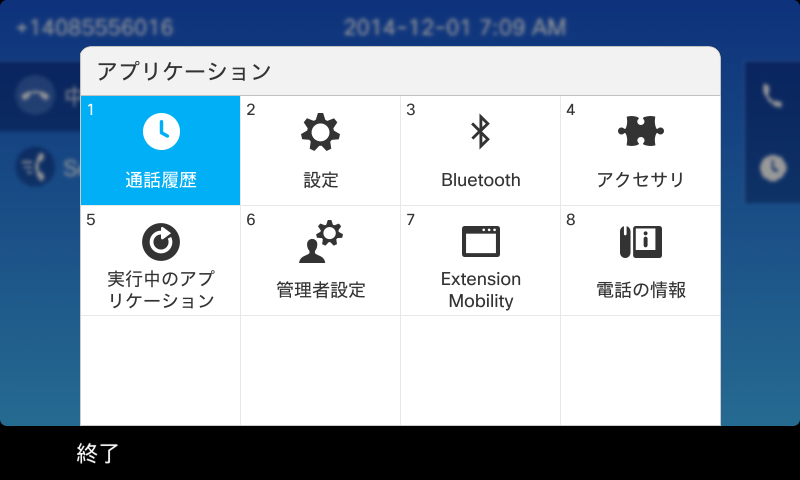 +14085556016 2014-12-01 7:09 AM
アプリケーション
1 2 3 4
通話履歴 設定 Bluetooth アクセサリ
5 6 7 8
実行中のアプ
リケーション
管理者設定
Extension
Mobility
電話の情報
終了